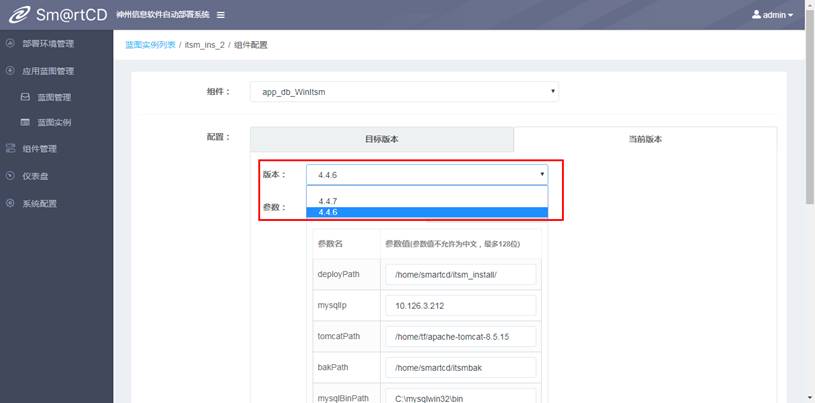 Sm@rtCD 神州信息软件自动部署系统 admin
部署环境管理
应用蓝图管理
蓝图管理
蓝图实例
组件管理
仪表盘
系统配置
蓝图实例列表 / itsm_ins_2 / 组件配置
组件： app_db_WinItsm
配置： 目标版本 当前版本
版本： 4.4.6
4.4.7
参数： 4.4.6
参数名 参数值(参数值不允许为中文，最多128位)
deployPath /home/smartcd/itsm_install/
mysqlIp 10.126.3.212
tomcatPath /home/tf/apache-tomcat-8.5.15
bakPath /home/smartcd/itsmbak
mysqlBinPath C:\mysqlwin32\bin